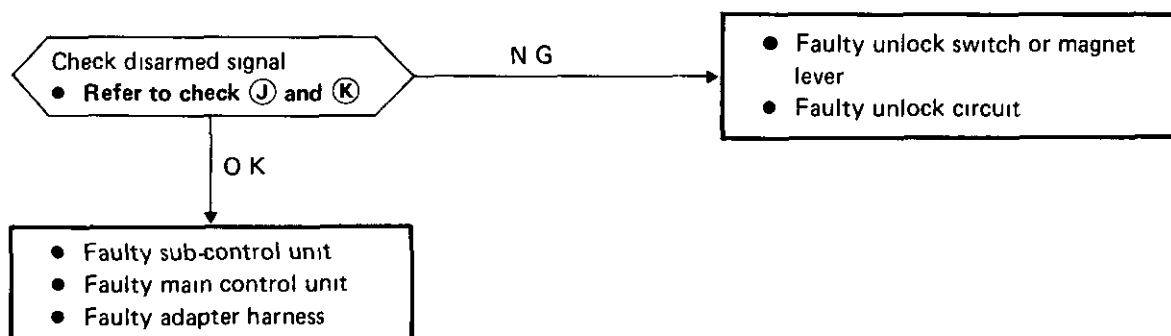 Check disarmed signal
● Refer to check Ⓙ and Ⓚ
N G
● Faulty unlock switch or magnet
lever
● Faulty unlock circuit
O K
● Faulty sub-control unit
● Faulty main control unit
● Faulty adapter harness